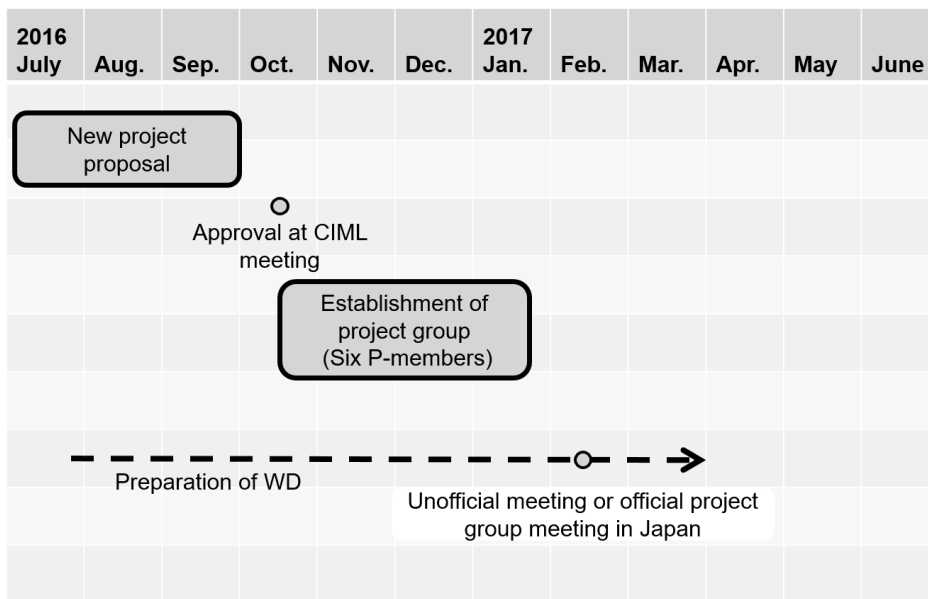 2016 2017
July Aug. Sep. Oct. Nov. Dec. Jan. Feb. Mar. Apr. May June
New project
proposal
Approval at CIML
meeting
Establishment of
project group
(Six P-members)
Preparation of WD
Unofficial meeting or official project
group meeting in Japan